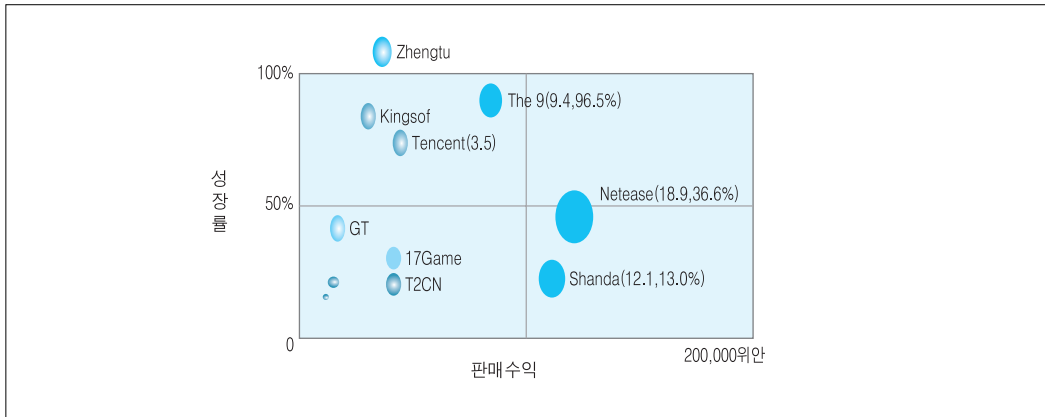 Zhengtu
100%
The 9(9.4,96.5%)
Kingsof
Tencent(3.5)
성장률
Netease(18.9,36.6%)
50%
GT
17Game
Shanda(12.1,13.0%)
T2CN
0
200,000위안
판매수익